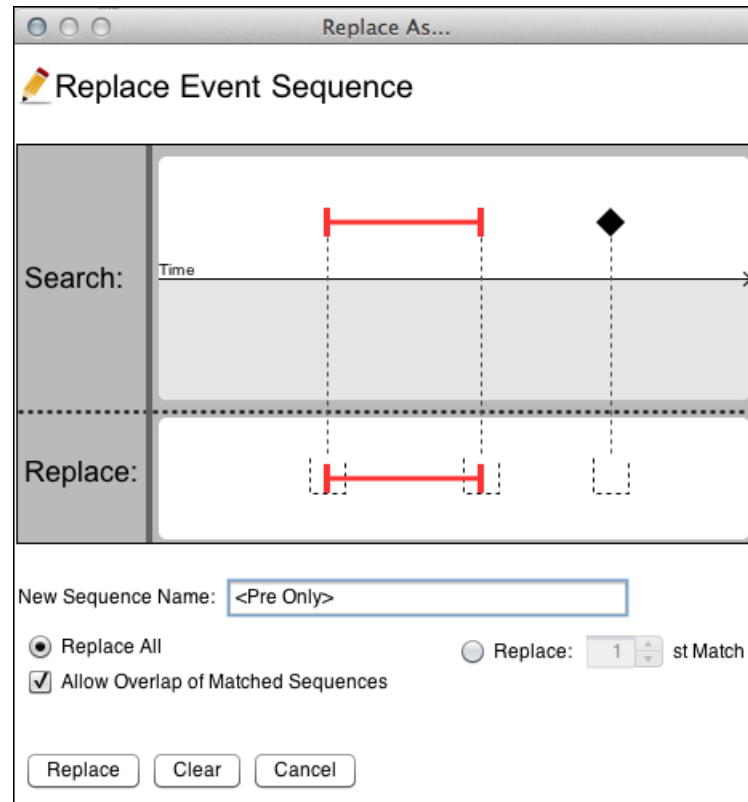 Replace As...
Replace Event Sequence
Search:
Time
Replace:
New Sequence Name: <Pre Only>
Replace All
Replace: 1 st Match
Allow Overlap of Matched Sequences
Replace Clear Cancel